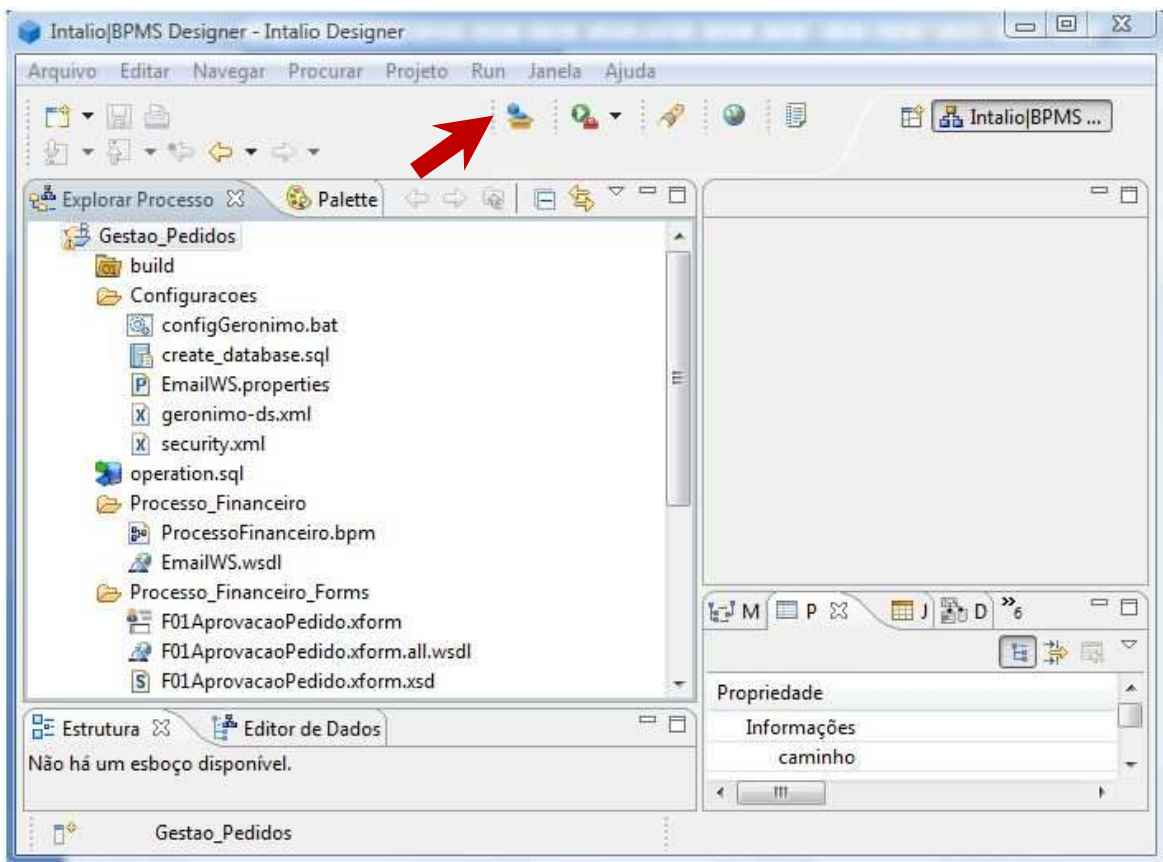 Intalio|BPMS Designer - Intalio Designer
Arquivo Editar Navegar Procurar Projeto Run Janela Ajuda
Intalio|BPMS ...
Explorar Processo Palette
Gestao_Pedidos
build
Configuracoes
configGeronimo.bat
create_database.sql
EmailWS.properties
geronimo-ds.xml
security.xml
operation.sql
Processo_Financeiro
ProcessoFinanceiro.bpm
EmailWS.wsdl
Processo_Financeiro_Forms
F01AprovacaoPedido.xform
F01AprovacaoPedido.xform.all.wsdl
F01AprovacaoPedido.xform.xsd
M P J D »6
Propriedade
Informações
caminho
Estrutura Editor de Dados
Não há um esboço disponível.
Gestao_Pedidos